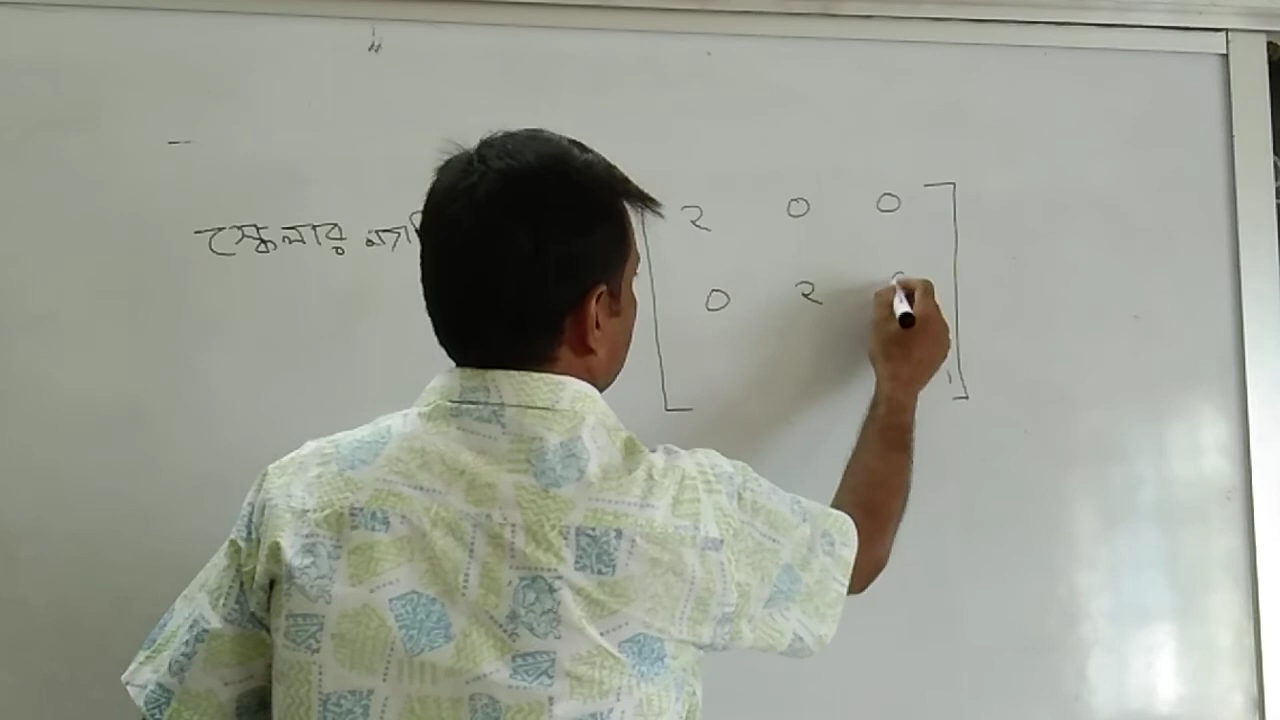 স্কেলার ২ ০ ০
০ ২